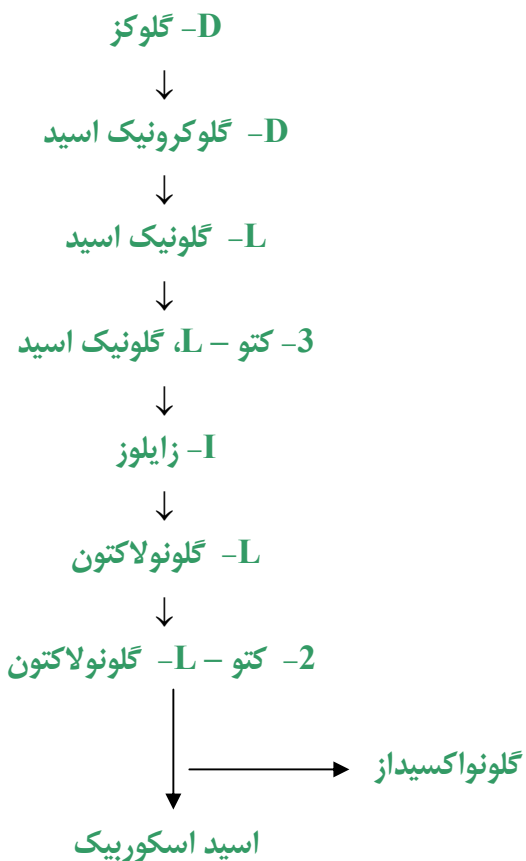 D- گلوکز
↓
D- گلوکرونیک اسید
↓
L- گلونیک اسید
↓
3- کتو – L، گلونیک اسید
↓
I- زایلوز
↓
L- گلونولاکتون
↓
2- کتو – L- گلونولاکتون
گلونواکسیداز
اسید اسکوربیک